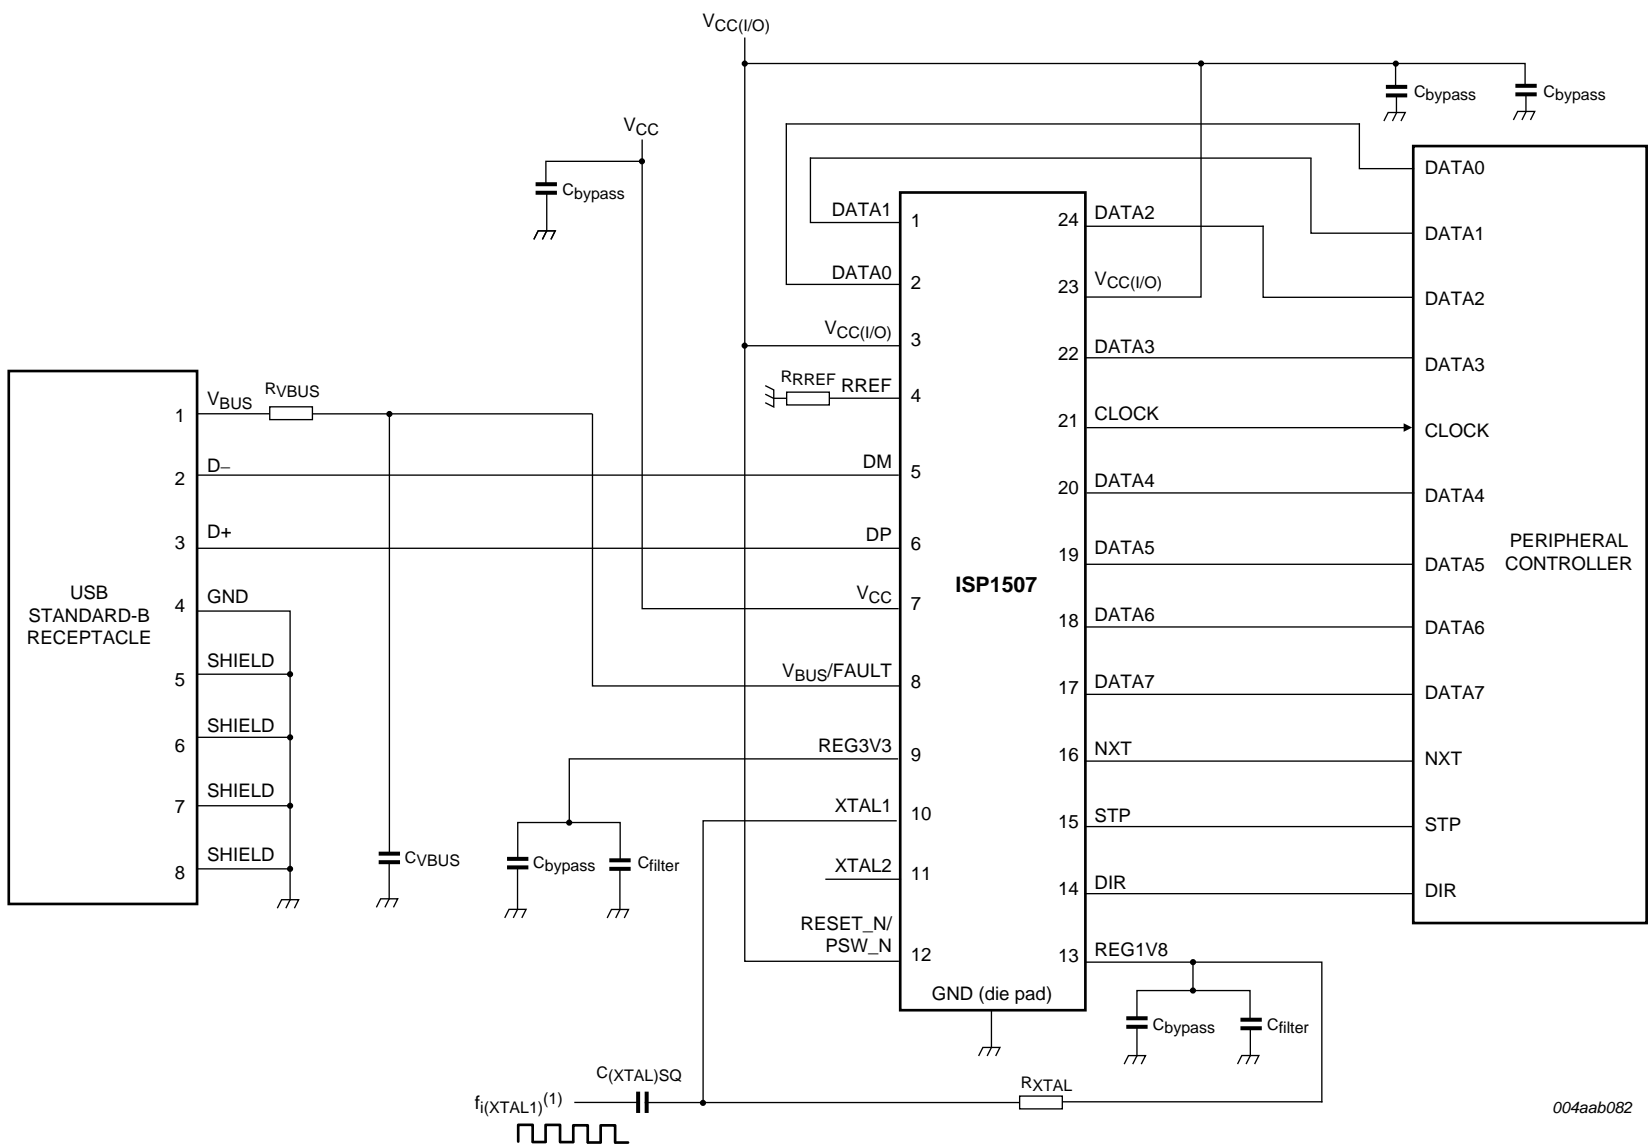 VCC(I/O)
Cbypass
Cbypass
VCC
Cbypass
DATA1
1
DATA0
2
VCC(I/O)
3
RRREF
RREF
4
DM
5
DP
6
VCC
7
VBUS/FAULT
8
REG3V3
9
XTAL1
10
XTAL2
11
RESET_N/
PSW_N
12
ISP1507
GND (die pad)
24
DATA2
23
VCC(I/O)
22
DATA3
21
CLOCK
20
DATA4
19
DATA5
18
DATA6
17
DATA7
16
NXT
15
STP
14
DIR
13
REG1V8
DATA0
DATA1
DATA2
DATA3
CLOCK
DATA4
DATA5
DATA6
DATA7
NXT
STP
DIR
PERIPHERAL
CONTROLLER
USB
STANDARD-B
RECEPTACLE
1
VBUS
RVBUS
2
D–
3
D+
4
GND
5
SHIELD
6
SHIELD
7
SHIELD
8
SHIELD
CVBUS
Cbypass
Cfilter
Cbypass
Cfilter
C(XTAL)SQ
fi(XTAL1)(1)
RXTAL
004aab082